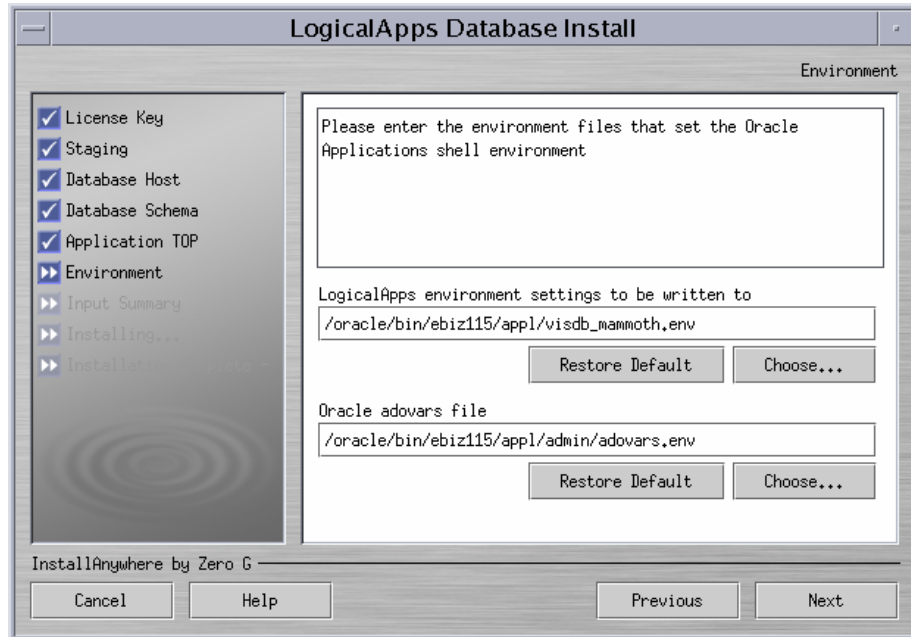 LogicalApps Database Install
Environment
License Key
Staging
Database Host
Database Schema
Application TOP
Environment
Input Summary
Installing...
Installation
Please enter the environment files that set the Oracle
Applications shell environment
LogicalApps environment settings to be written to
/oracle/bin/ebiz115/appl/visdb_mammoth.env
Restore Default
Choose...
Oracle adovars file
/oracle/bin/ebiz115/appl/admin/adovars.env
Restore Default
Choose...
InstallAnywhere by Zero G
Cancel
Help
Previous
Next